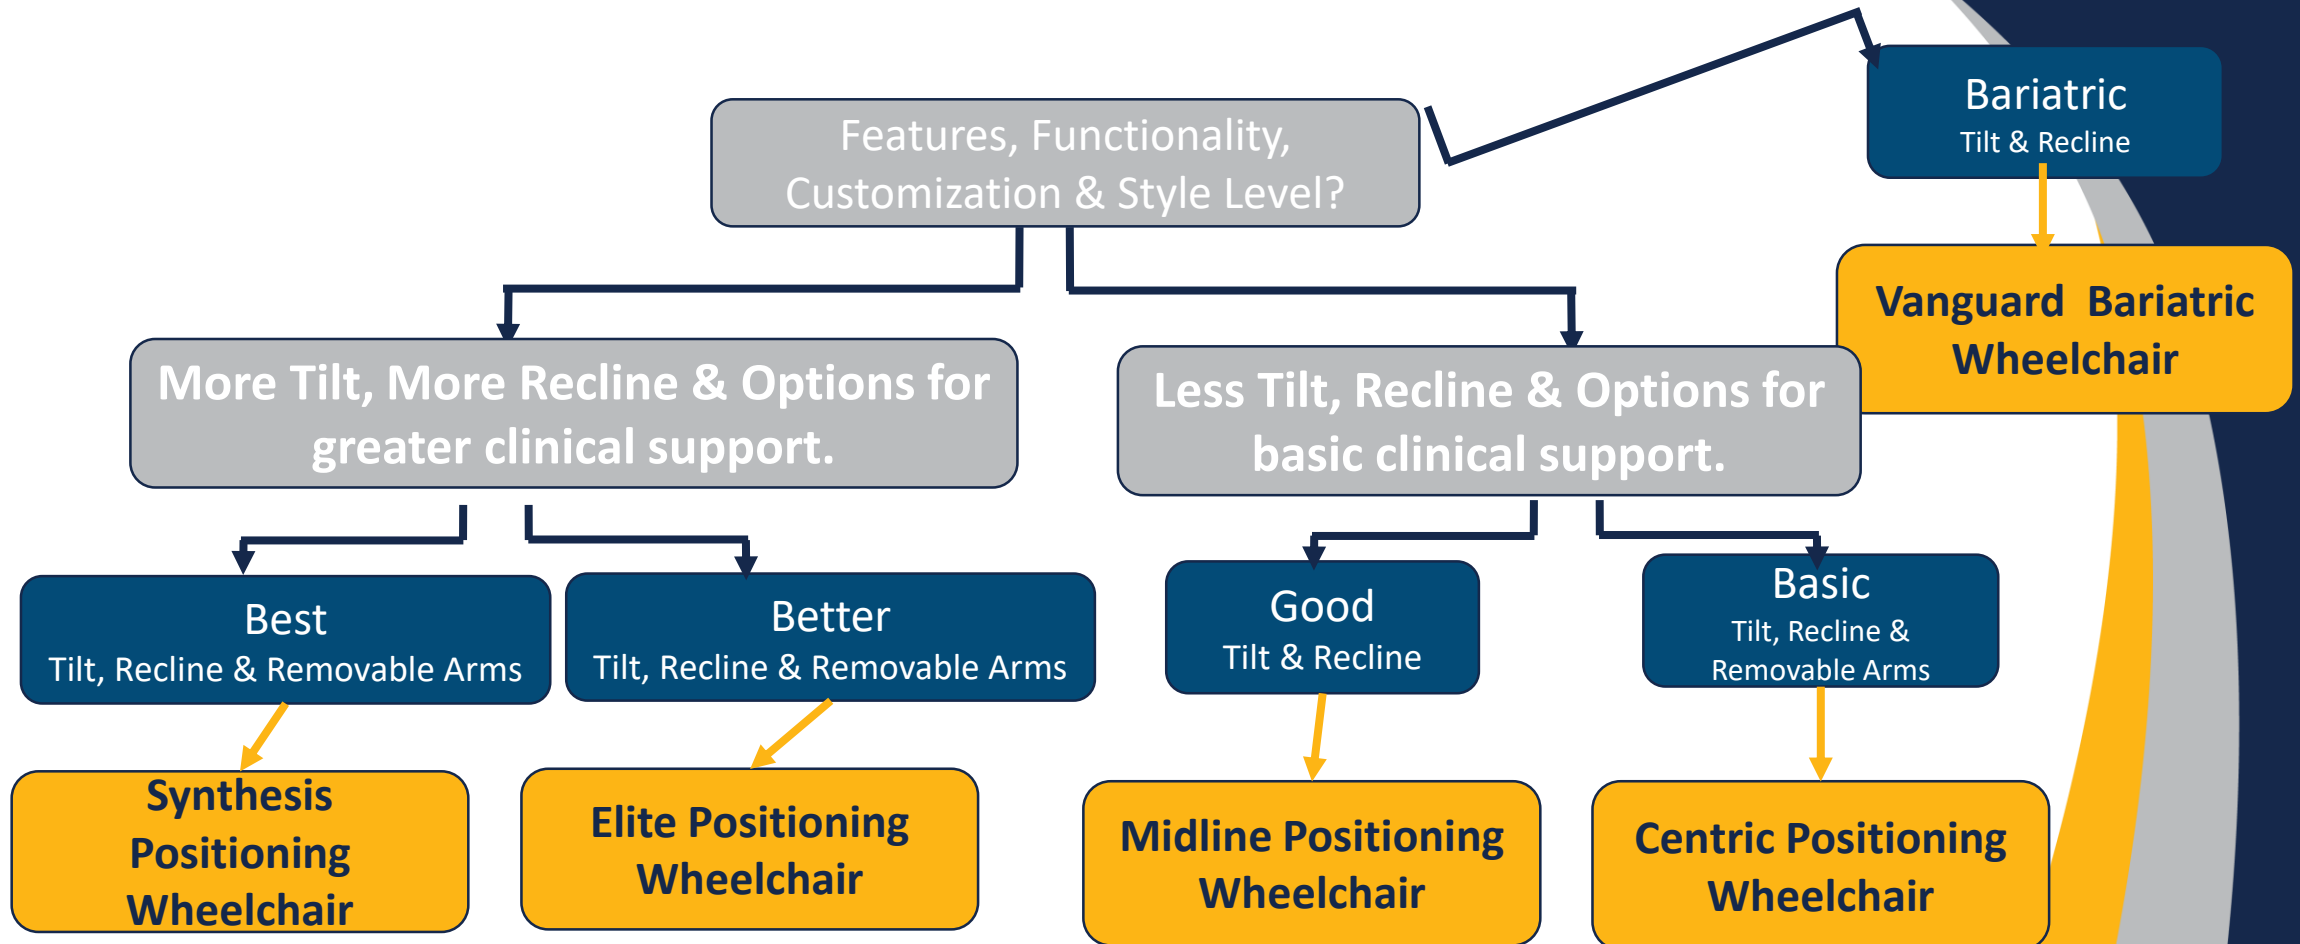 Features, Functionality,
Customization & Style Level?
Bariatric
Tilt & Recline
Vanguard Bariatric
Wheelchair
More Tilt, More Recline & Options for
greater clinical support.
Less Tilt, Recline & Options for
basic clinical support.
Best
Tilt, Recline & Removable Arms
Better
Tilt, Recline & Removable Arms
Good
Tilt & Recline
Basic
Tilt, Recline &
Removable Arms
Synthesis
Positioning
Wheelchair
Elite Positioning
Wheelchair
Midline Positioning
Wheelchair
Centric Positioning
Wheelchair